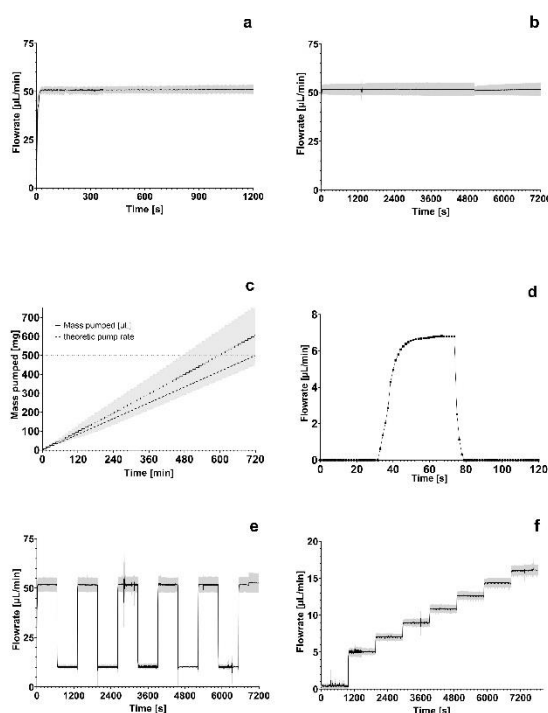 a
75
50
25
0
Flowrate [µL/min]
0 300 600 900 1200
Time [s]
b
75
50
25
0
Flowrate [µL/min]
0 1200 2400 3600 4800 6000 7200
Time [s]
c
700
600
500
400
300
200
100
0
Mass pumped [mg]
Mass pumped [µL]
theoretic pump rate
0 120 240 360 480 600 720
Time [min]
d
8
6
4
2
0
Flowrate [µL/min]
0 20 40 60 80 100 120
Time [s]
e
75
50
25
0
Flowrate [µL/min]
0 1200 2400 3600 4800 6000 7200
Time [s]
f
20
15
10
5
0
Flowrate [µL/min]
0 1200 2400 3600 4800 6000 7200
Time [s]